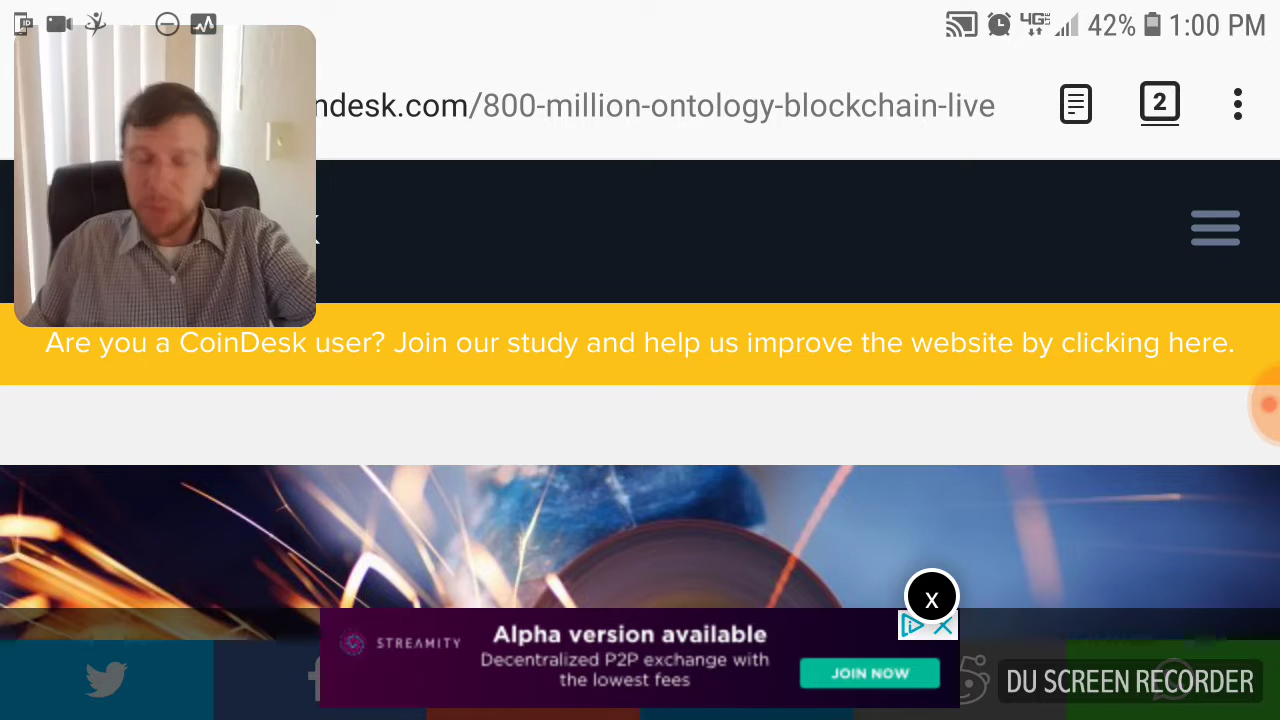 4G LTE 42% 1:00 PM
ndesk.com/800-million-ontology-blockchain-live
2
Are you a CoinDesk user? Join our study and help us improve the website by clicking here.
x
STREAMITY
Alpha version available
Decentralized P2P exchange with
the lowest fees
JOIN NOW
DU SCREEN RECORDER